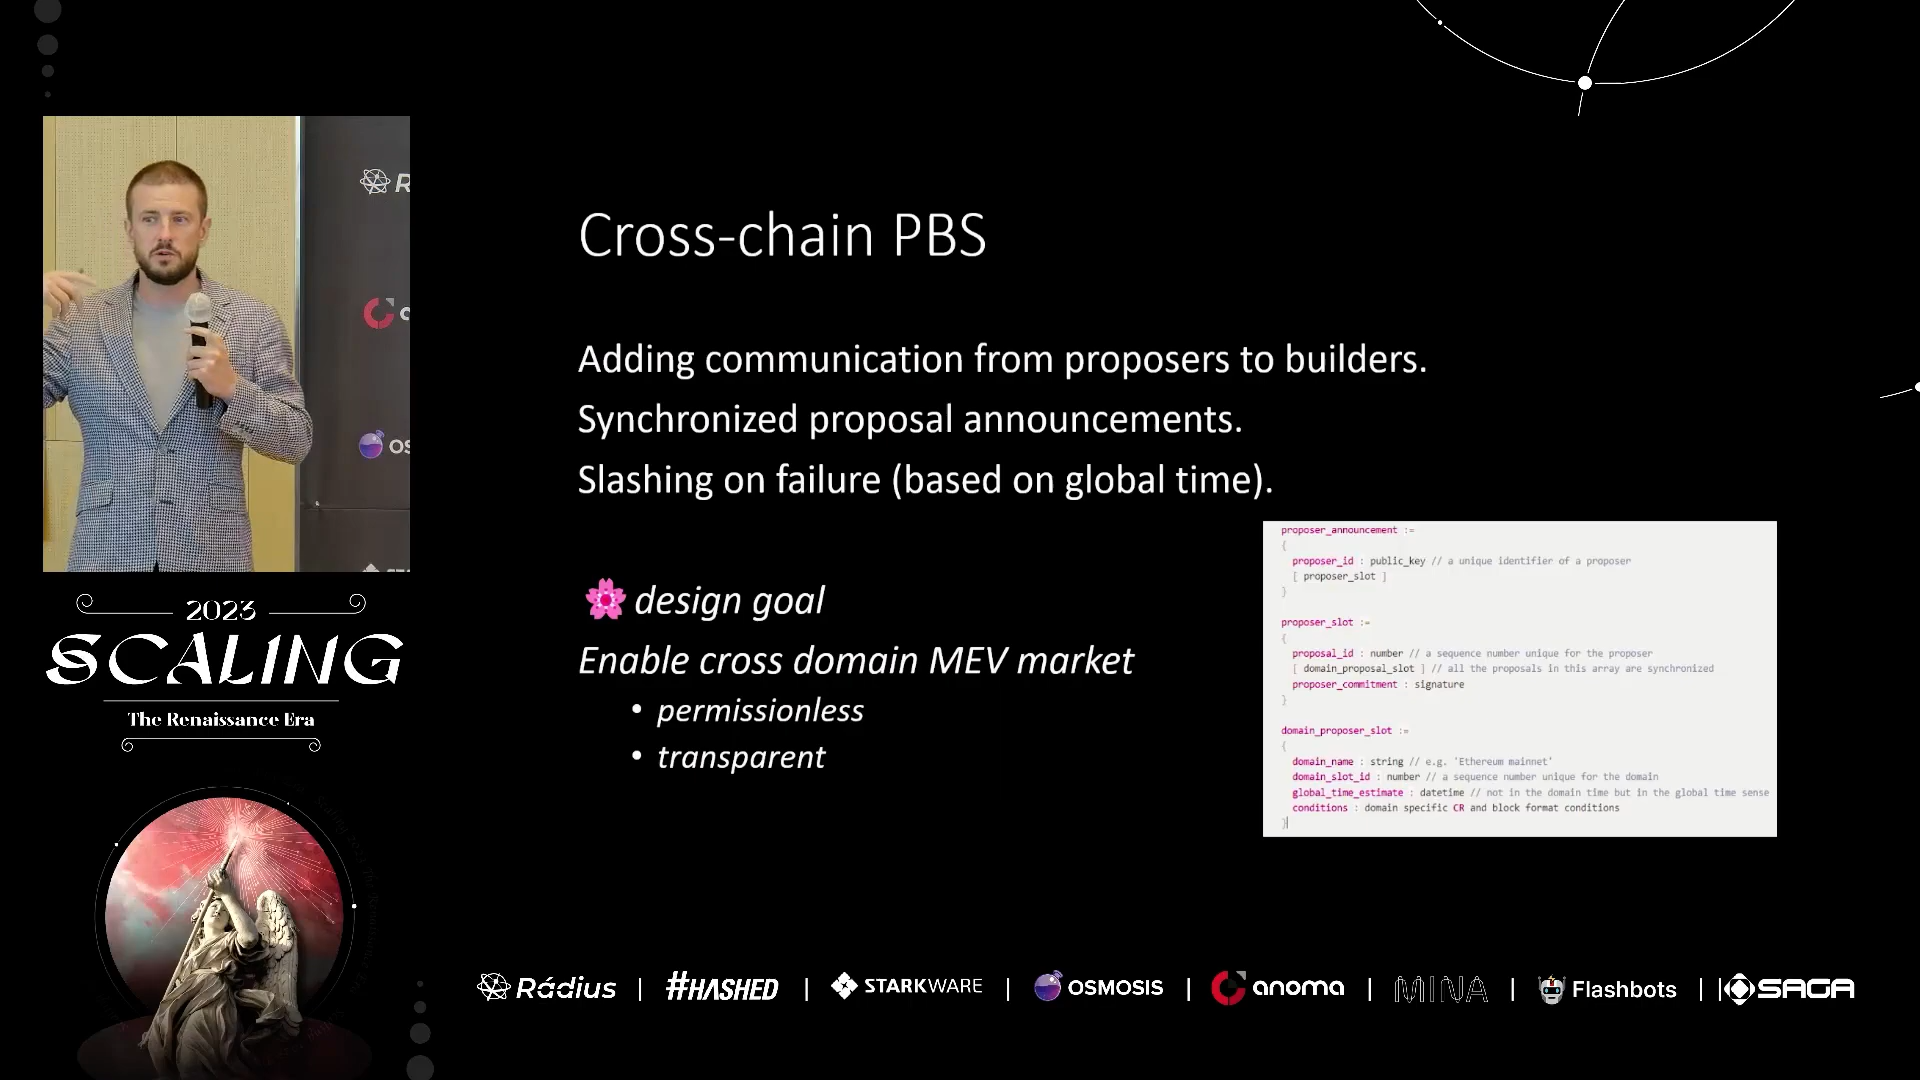 Cross-chain PBS
Adding communication from proposers to builders.
Synchronized proposal announcements.
Slashing on failure (based on global time).
🌸 design goal
Enable cross domain MEV market
• permissionless
• transparent
proposer_announcement :=
{
proposer_id : public_key // a unique identifier of a proposer
[ proposer_slot ]
}
proposer_slot :=
{
proposal_id : number // a sequence number unique for the proposer
[ domain_proposal_slot ] // all the proposals in this array are synchronized
proposer_commitment : signature
}
domain_proposer_slot :=
{
domain_name : string // e.g. 'Ethereum mainnet'
domain_slot_id : number // a sequence number unique for the domain
global_time_estimate : datetime // not in the domain time but in the global time sense
conditions : domain specific CR and block format conditions
}
2023
SCALING
The Renaissance Era
Rádius | #HASHED | STARKWARE | OSMOSIS | anoma | MINA | Flashbots | SAGA